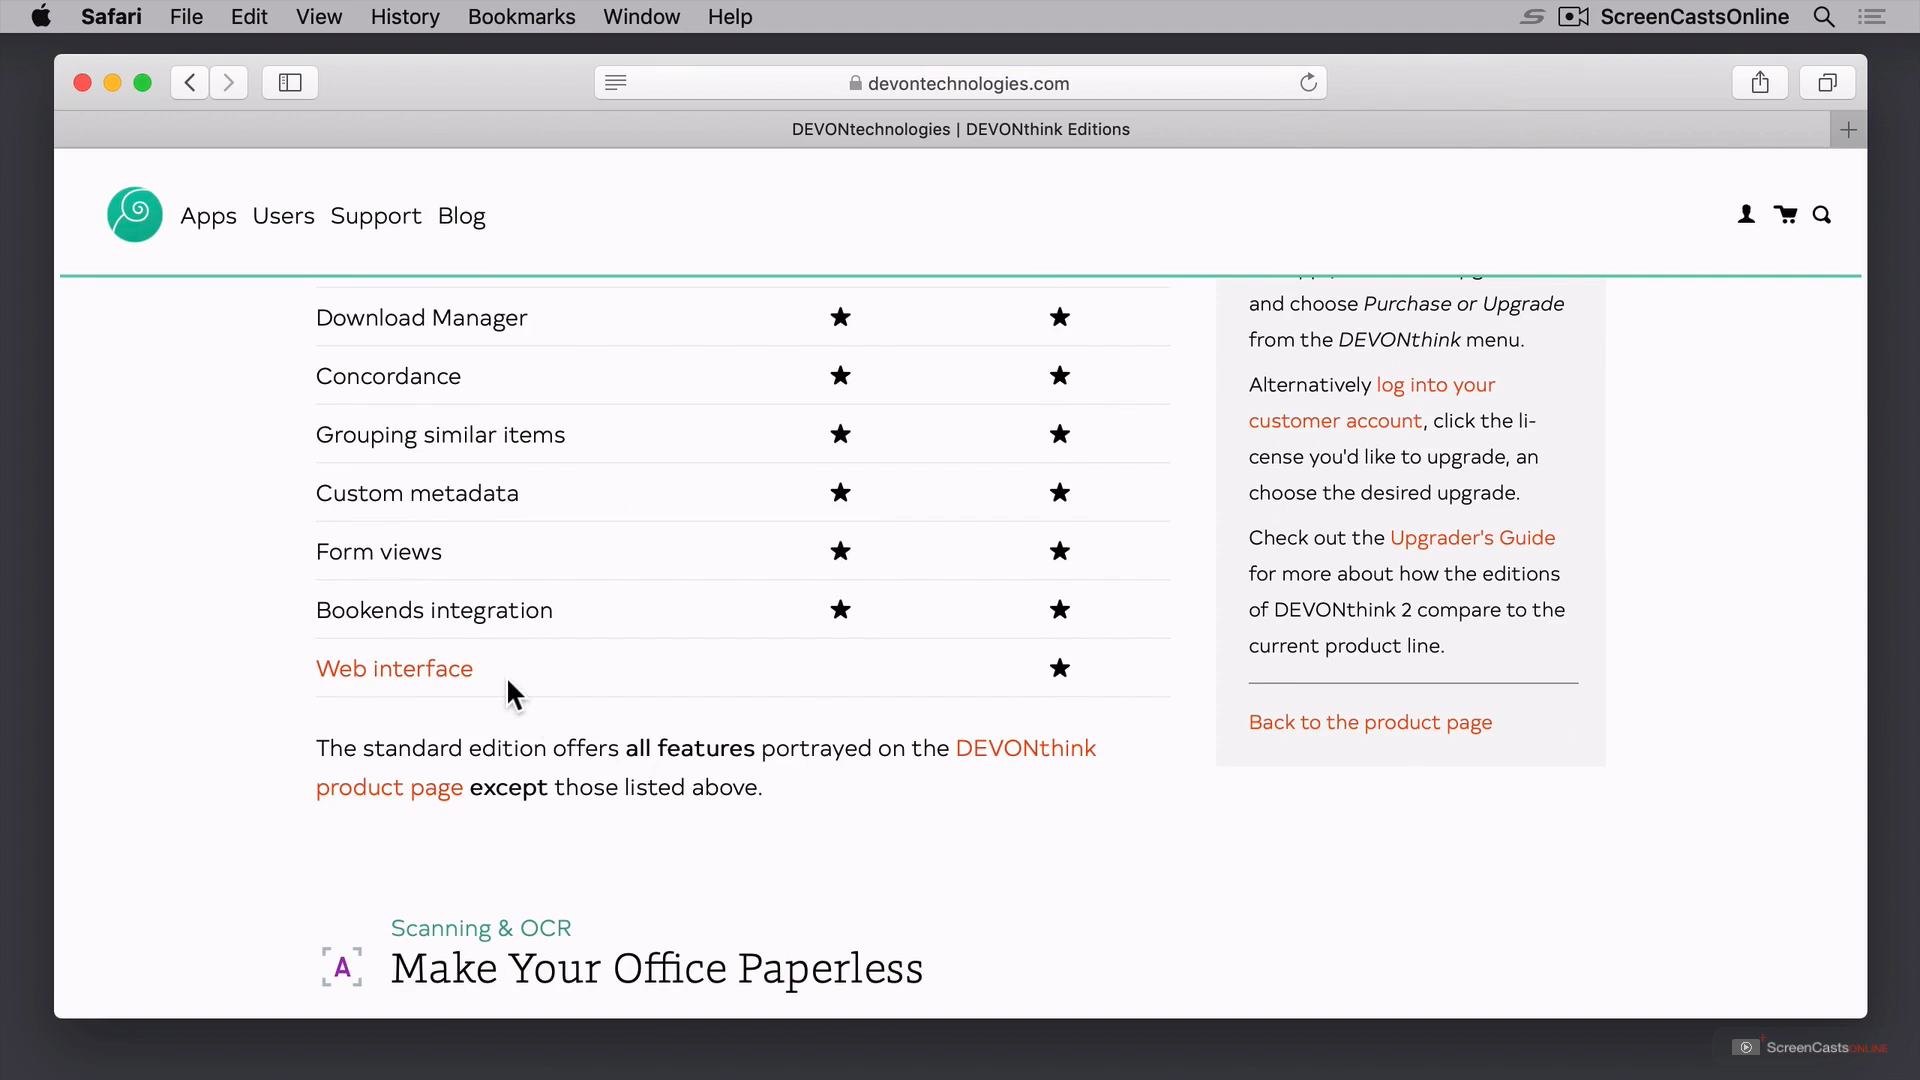 Safari File Edit View History Bookmarks Window Help ScreenCastsOnline
devontechnologies.com
DEVONtechnologies | DEVONthink Editions
Apps Users Support Blog
Download Manager ★ ★
Concordance ★ ★
Grouping similar items ★ ★
Custom metadata ★ ★
Form views ★ ★
Bookends integration ★ ★
Web interface ★
The standard edition offers all features portrayed on the DEVONthink
product page except those listed above.
and choose Purchase or Upgrade
from the DEVONthink menu.
Alternatively log into your
customer account, click the li-
cense you'd like to upgrade, an
choose the desired upgrade.
Check out the Upgrader's Guide
for more about how the editions
of DEVONthink 2 compare to the
current product line.
Back to the product page
Scanning & OCR
A
Make Your Office Paperless
ScreenCastsONLINE